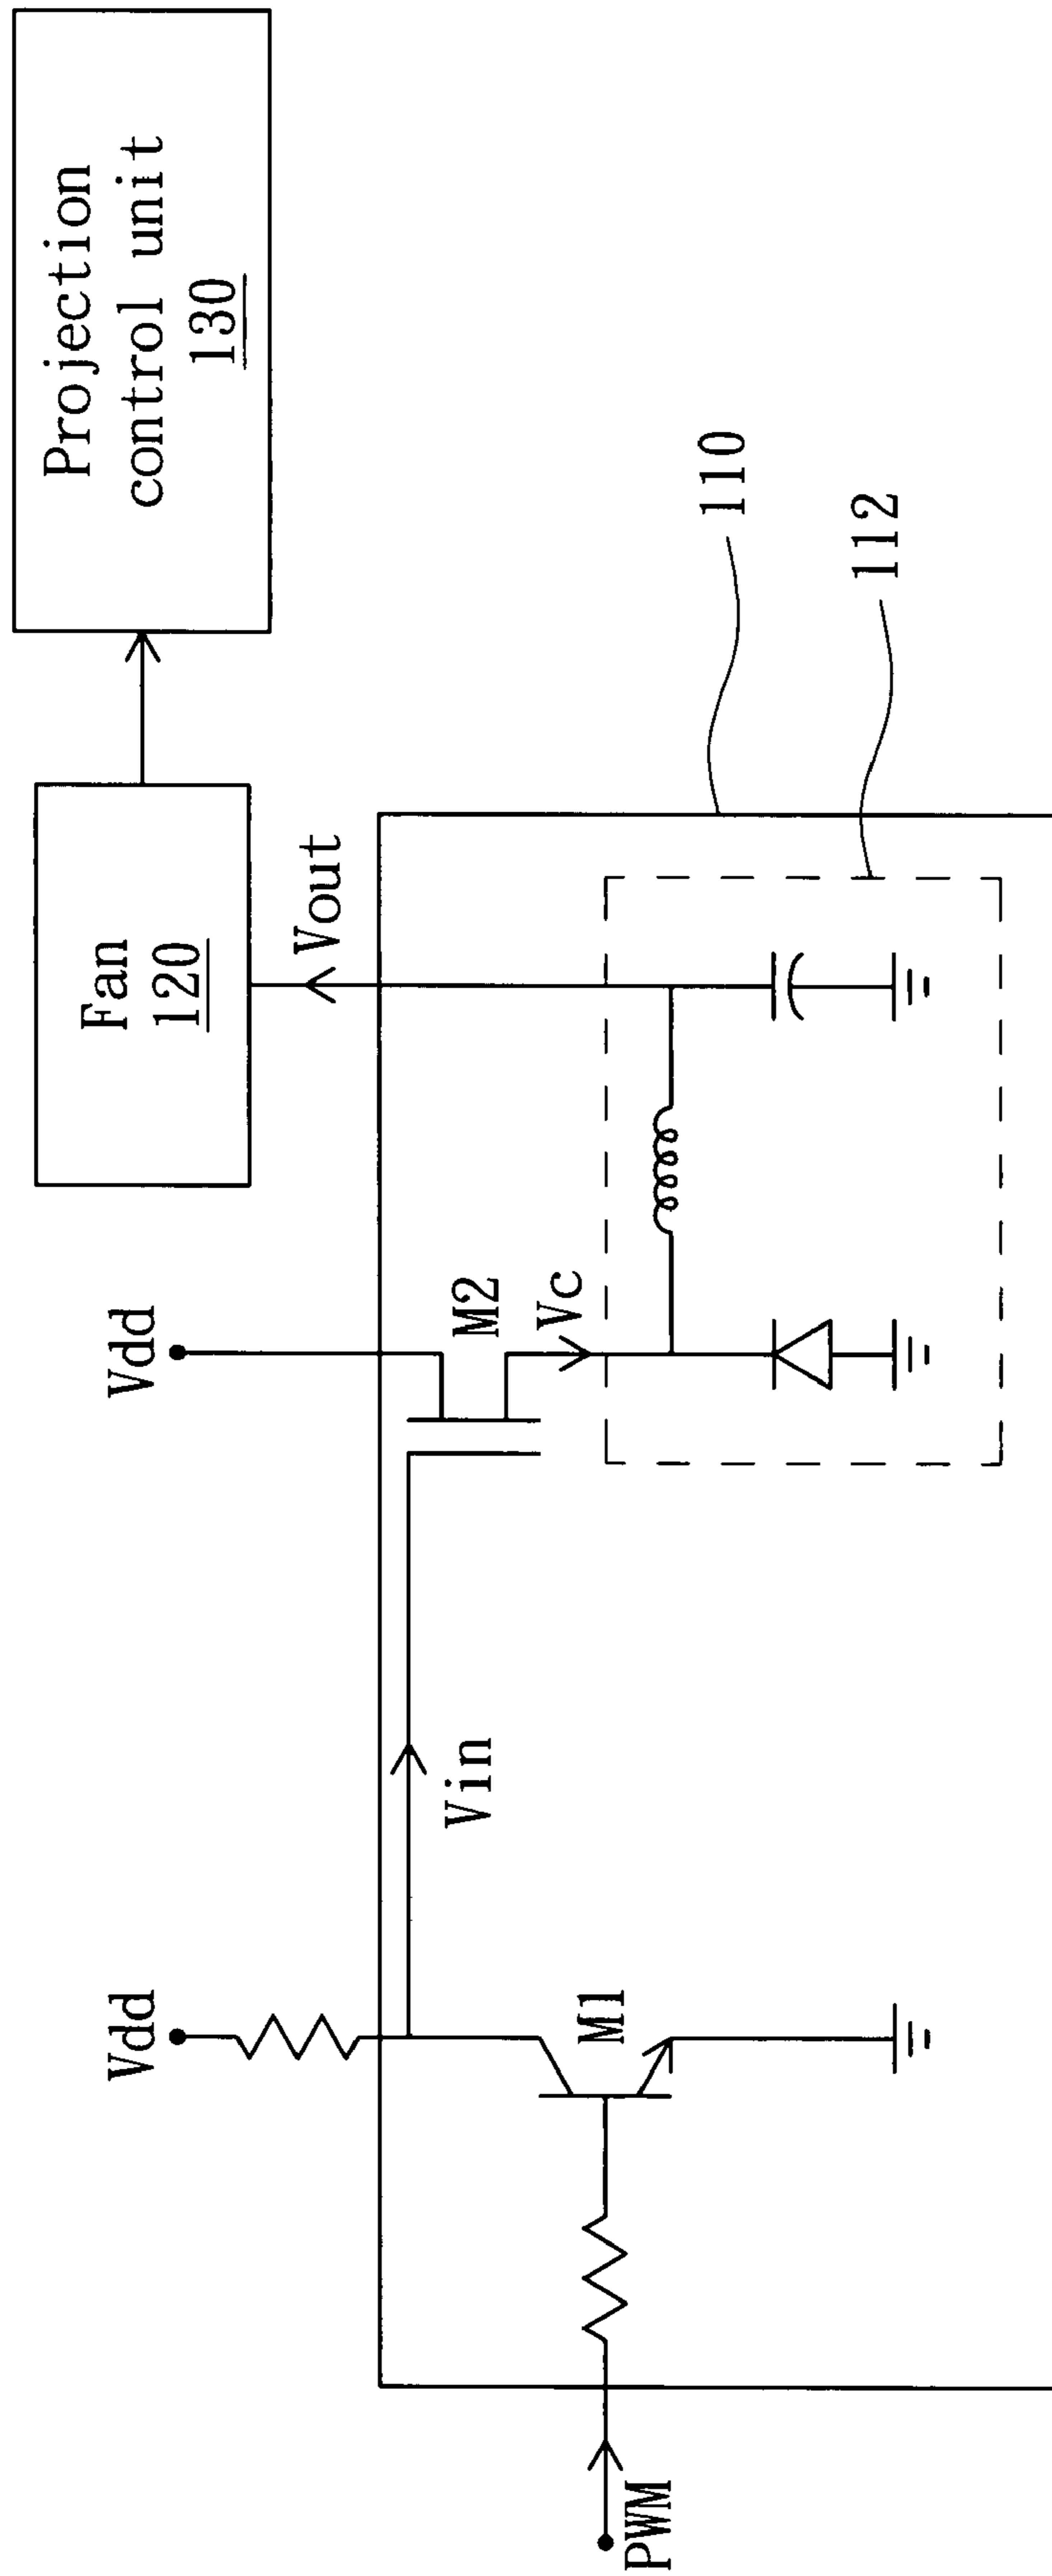 Projection
control unit
130
Fan
120
Vout
Vdd
M2
Vc
Vdd
Vin
M1
PWM
110
112